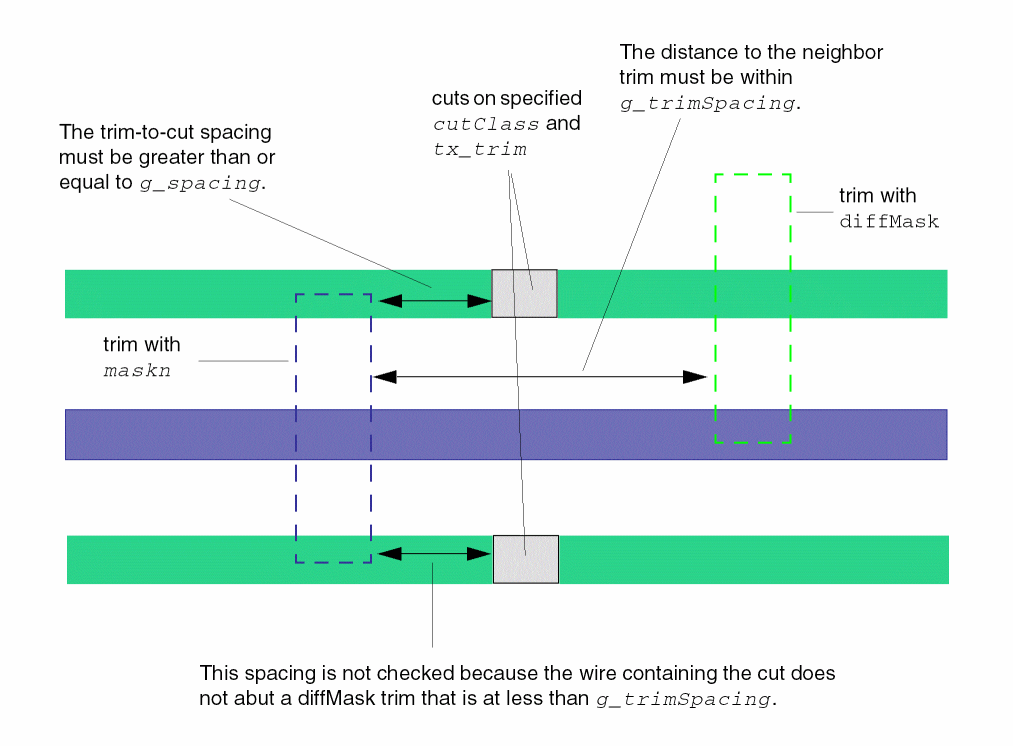 The distance to the neighbor
trim must be within
g_trimSpacing.
cuts on specified
cutClass and
tx_trim
The trim-to-cut spacing
must be greater than or
equal to g_spacing.
trim with
diffMask
trim with
maskn
This spacing is not checked because the wire containing the cut does
not abut a diffMask trim that is at less than g_trimSpacing.